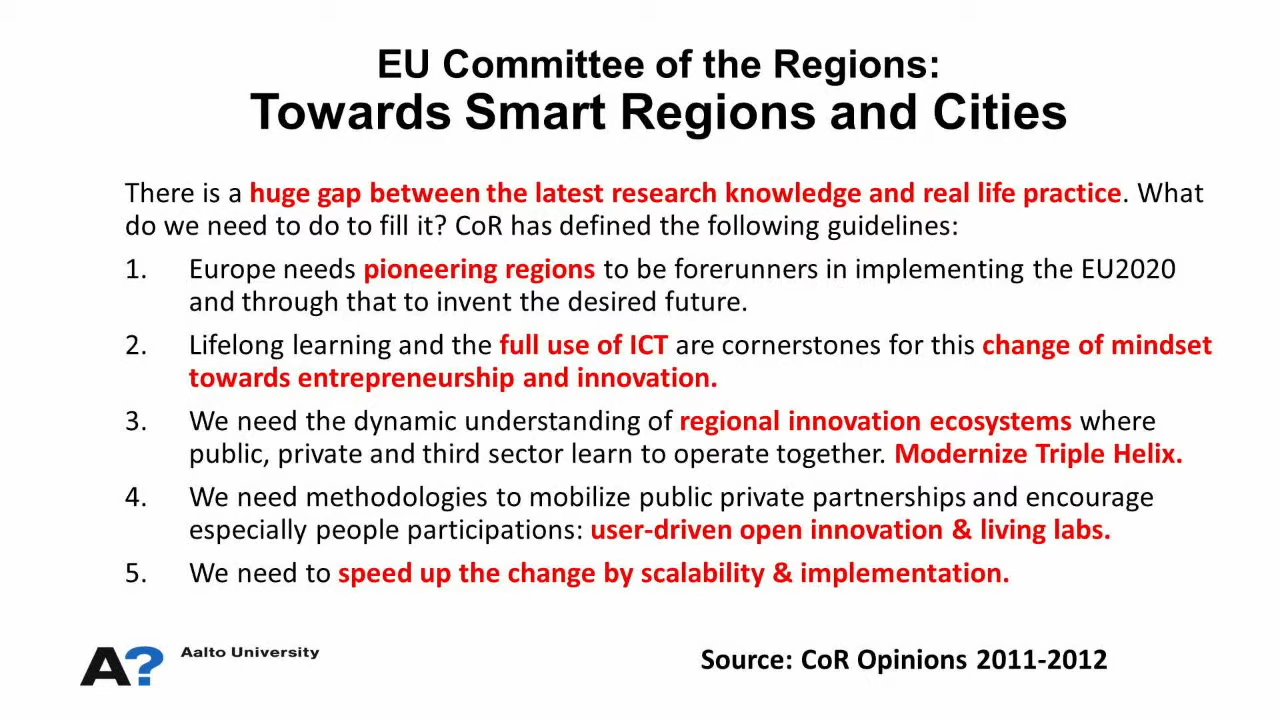 EU Committee of the Regions:
Towards Smart Regions and Cities
There is a huge gap between the latest research knowledge and real life practice. What
do we need to do to fill it? CoR has defined the following guidelines:
1. Europe needs pioneering regions to be forerunners in implementing the EU2020
and through that to invent the desired future.
2. Lifelong learning and the full use of ICT are cornerstones for this change of mindset
towards entrepreneurship and innovation.
3. We need the dynamic understanding of regional innovation ecosystems where
public, private and third sector learn to operate together. Modernize Triple Helix.
4. We need methodologies to mobilize public private partnerships and encourage
especially people participations: user-driven open innovation & living labs.
5. We need to speed up the change by scalability & implementation.
A? Aalto University
Source: CoR Opinions 2011-2012